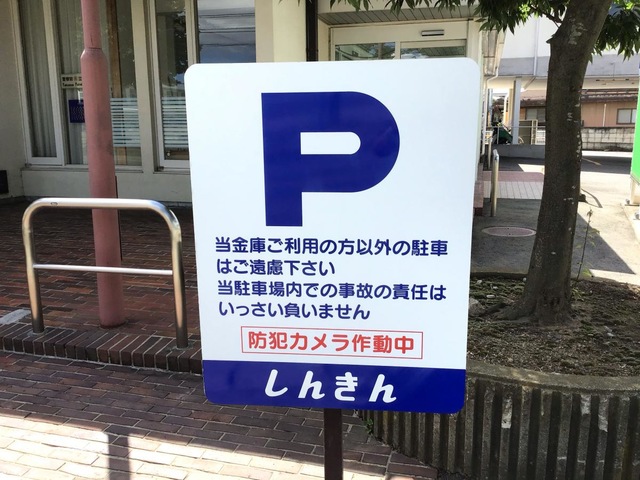 P
当金庫ご利用の方以外の駐車
はご遠慮下さい
当駐車場内での事故の責任は
いっさい負いません
防犯カメラ作動中
しんきん